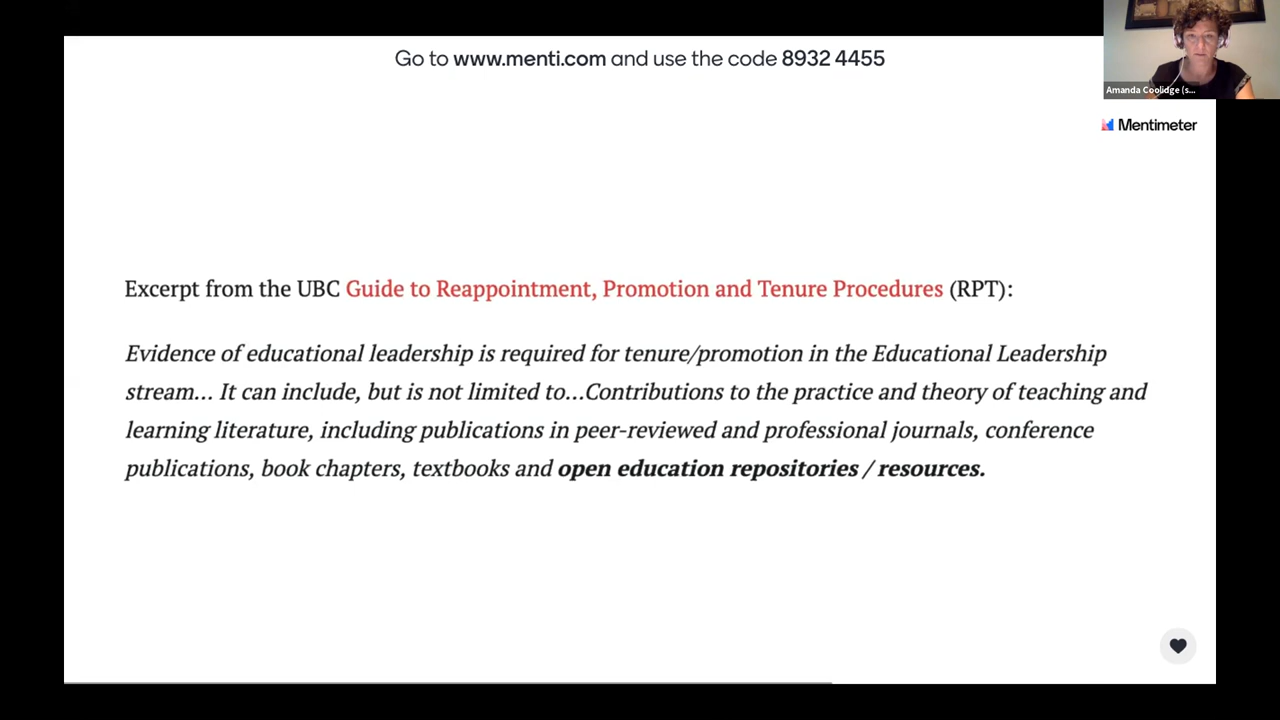 Go to www.menti.com and use the code 8932 4455
Amanda Coolidge (s...
Mentimeter
Excerpt from the UBC Guide to Reappointment, Promotion and Tenure Procedures (RPT):
Evidence of educational leadership is required for tenure/promotion in the Educational Leadership
stream... It can include, but is not limited to...Contributions to the practice and theory of teaching and
learning literature, including publications in peer-reviewed and professional journals, conference
publications, book chapters, textbooks and open education repositories / resources.